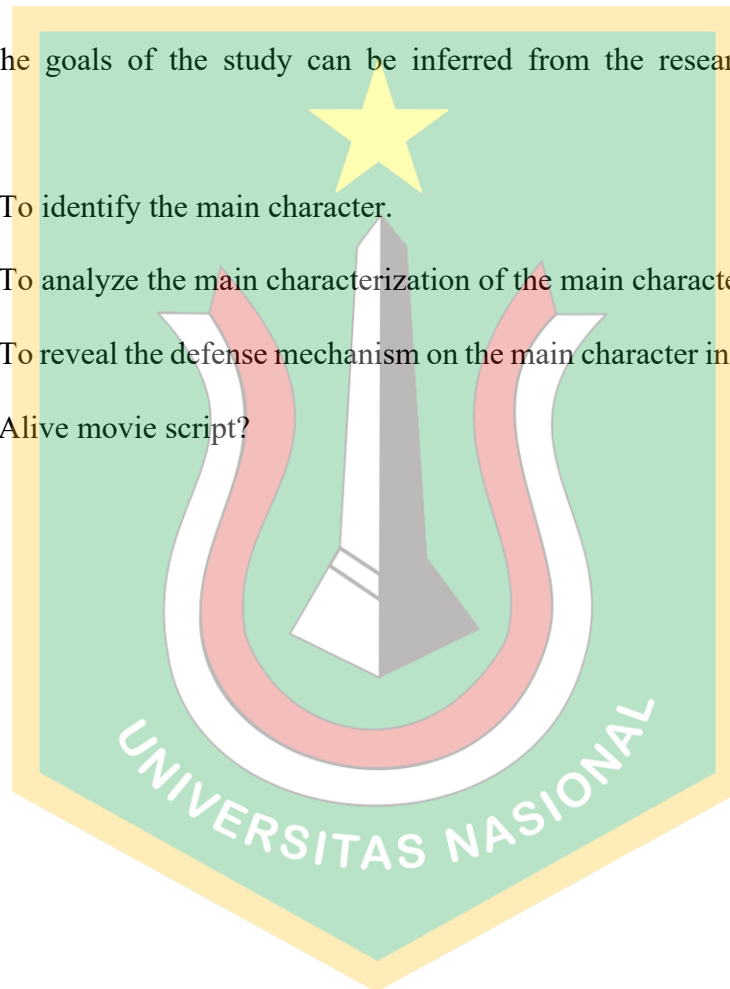 he goals of the study can be inferred from the resear
To identify the main character.
To analyze the main characterization of the main characte
To reveal the defense mechanism on the main character in
Alive movie script?
UNIVERSITAS NASIONAL